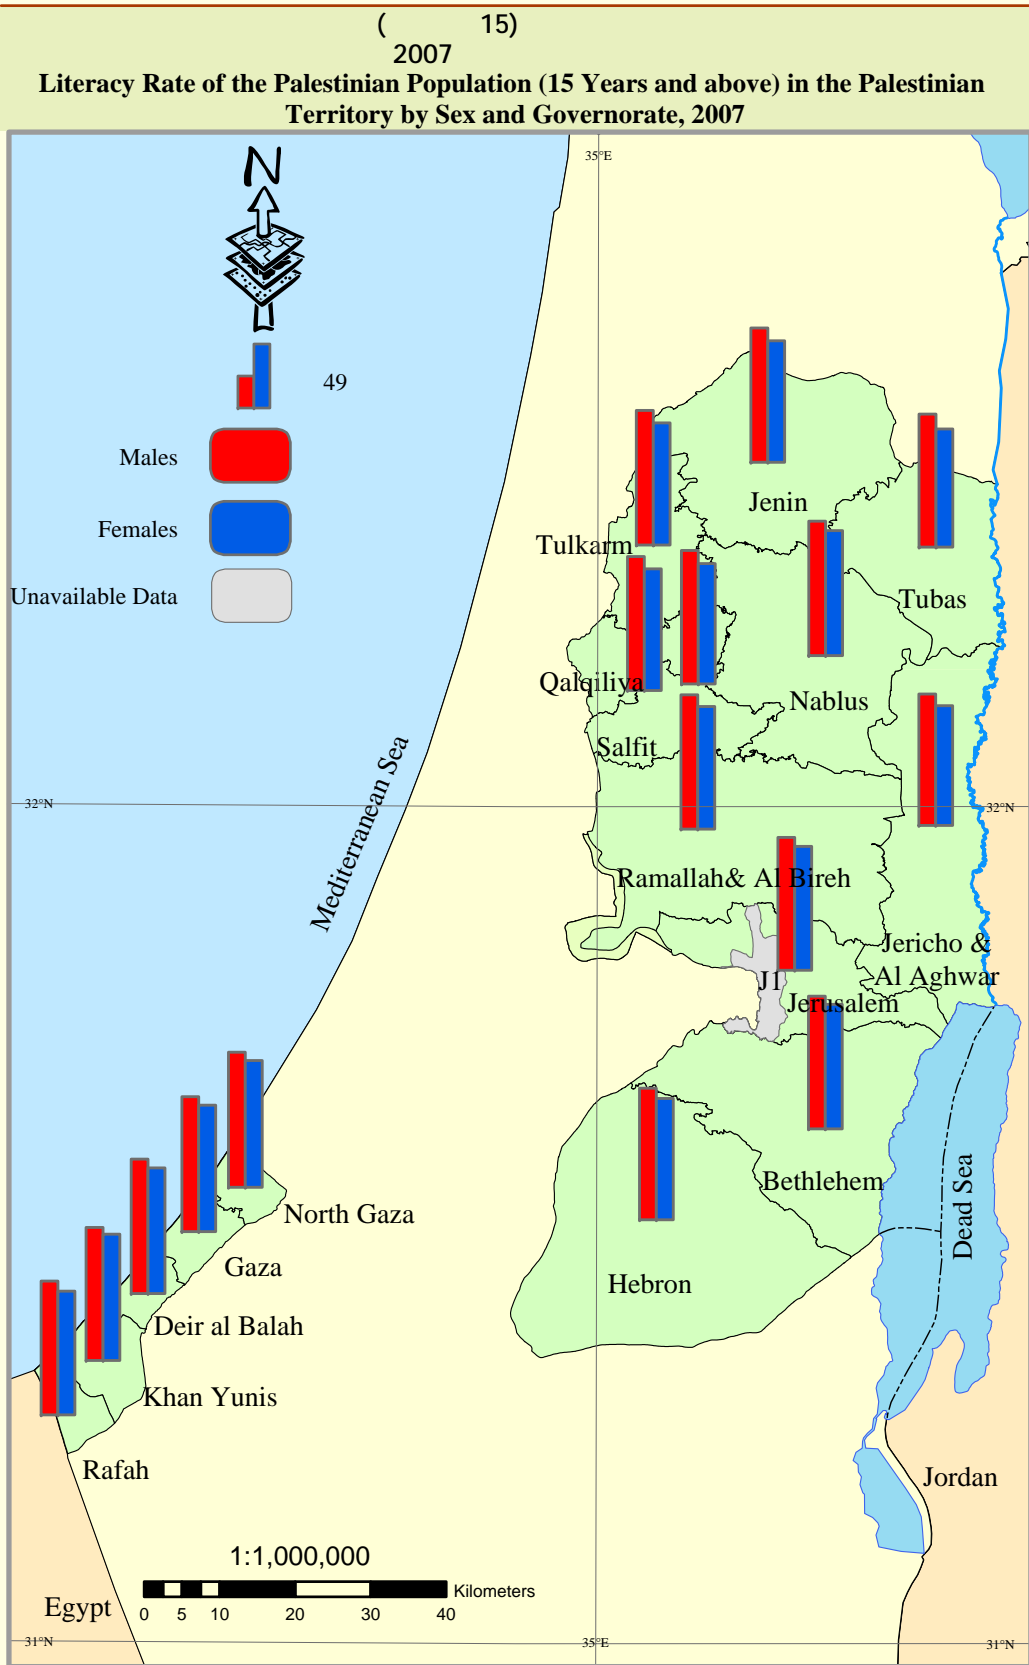 ( 15)
2007
Literacy Rate of the Palestinian Population (15 Years and above) in the Palestinian
Territory by Sex and Governorate, 2007
35°E
N
49
Males
Females
Unavailable Data
Jenin
Tulkarm
Tubas
Qalqiliya
Nablus
Salfit
Mediterranean Sea
32°N
32°N
Ramallah& Al Bireh
Jericho &
Al Aghwar
J1
Jerusalem
Bethlehem
Dead Sea
North Gaza
Gaza
Hebron
Deir al Balah
Khan Yunis
Rafah
Jordan
1:1,000,000
Kilometers
0 5 10 20 30 40
Egypt
31°N
35°E
31°N